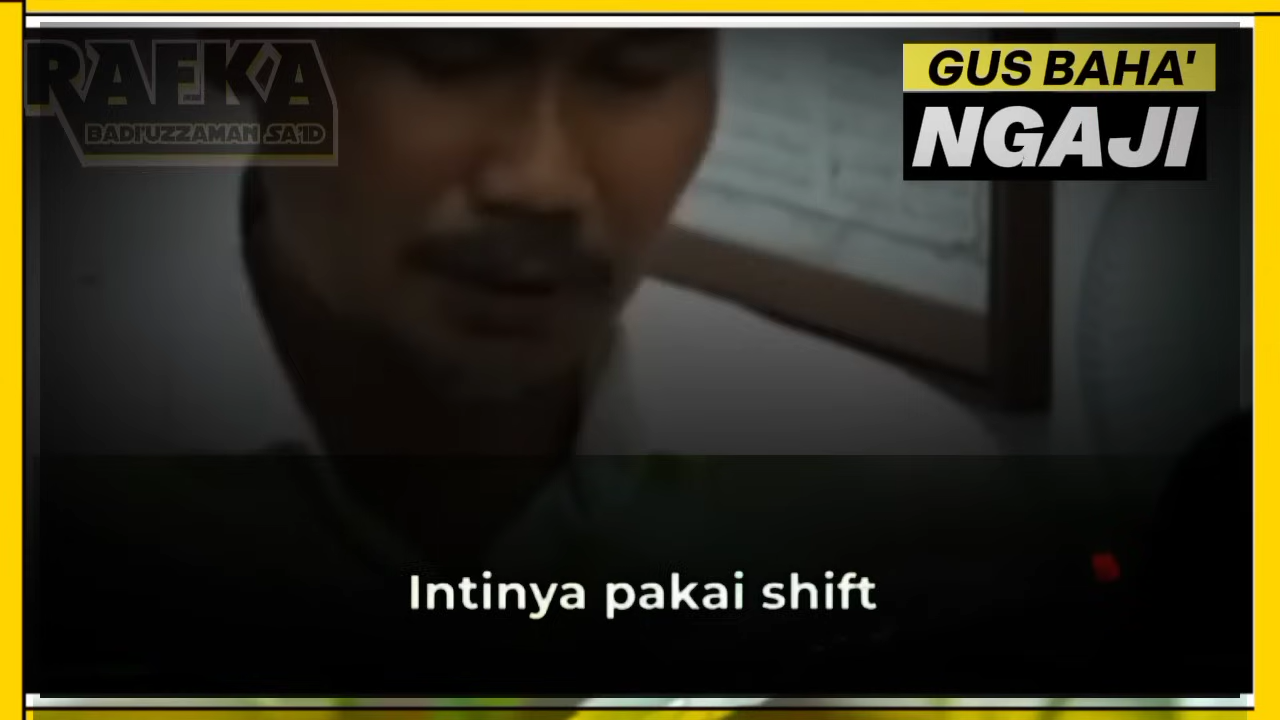 RAFKA
BADI'UZZAMAN SA'ID
GUS BAHA'
NGAJI
Intinya pakai shift